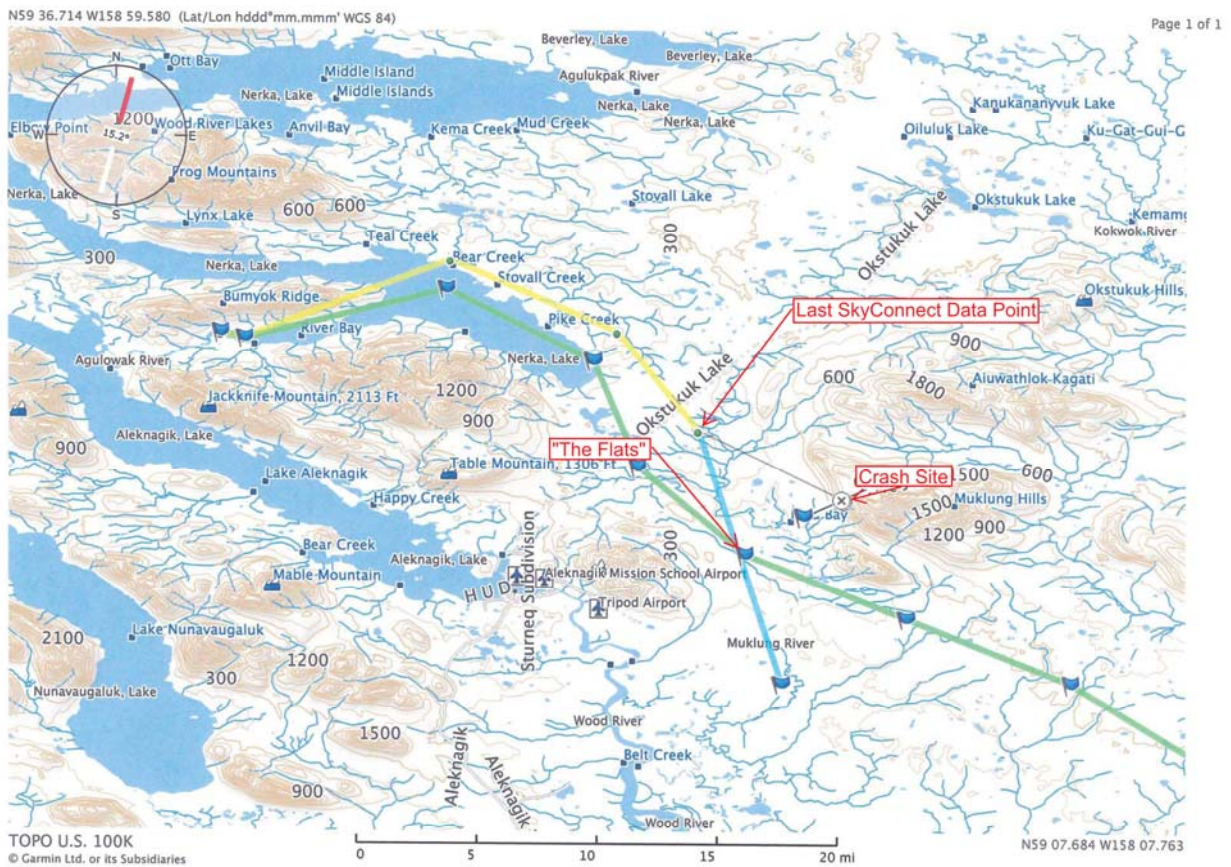 N59 36.714 W158 59.580 (Lat/Lon hddd°mm.mmm' WGS 84)
Page 1 of 1
Beverley, Lake
Beverley, Lake
Ott Bay
N
Middle Island
Middle Islands
Agulukpak River
Nerka, Lake
Nerka, Lake
Nerka, Lake
Kanukananyvuk Lake
1200
Elbow Point
W
15.2°
E
Wood River Lakes
Anvil Bay
Kema Creek
Mud Creek
Oiluluk Lake
Ku-Gat-Gui-G
Frog Mountains
Nerka, Lake
S
600
600
Stovall Lake
Okstukuk Lake
Okstukuk Lake
Lynx Lake
Kemamg
Kokwok River
Teal Creek
300
300
Nerka, Lake
Bear Creek
Stovall Creek
Bumyok Ridge
Okstukuk Hills,
Last SkyConnect Data Point
River Bay
Pike Creek
900
Agulowak River
Nerka, Lake
Okstukuk Lake
600
1800
Aiuwathlok Kagati
1200
Jackknife Mountain, 2113 Ft
900
Aleknagik, Lake
900
"The Flats"
Table Mountain, 1306 Ft
Crash Site
1500
600
Lake Aleknagik
Happy Creek
Bay
1500
Muklung Hills
1200
900
Bear Creek
Aleknagik, Lake
300
Mable Mountain
HUD
Sturneq Subdivision
Aleknagik Mission School Airport
Tripod Airport
2100
Lake Nunavaugaluk
1200
Muklung River
300
Nunavaugaluk, Lake
1500
Wood River
Aleknagik
Aleknagik
Belt Creek
900
Wood River
TOPO U.S. 100K
© Garmin Ltd. or its Subsidiaries
0 5 10 15 20 mi
N59 07.684 W158 07.763